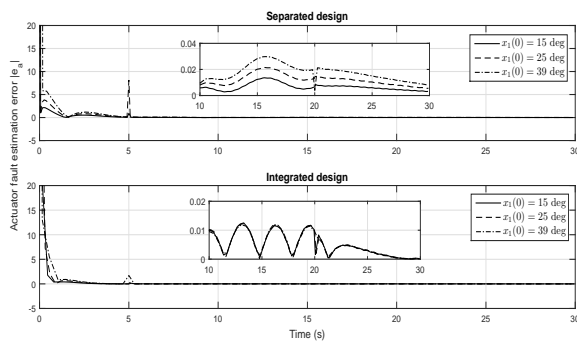 Separated design
20
15
10
5
0
-5
0 5 10 15 20 25 30
0.04
0.02
0
10 15 20 25 30
x₁(0) = 15 deg
x₁(0) = 25 deg
x₁(0) = 39 deg
Actuator fault estimation error |eₐ|
Integrated design
20
15
10
5
0
-5
0 5 10 15 20 25 30
0.02
0.01
0
10 15 20 25 30
x₁(0) = 15 deg
x₁(0) = 25 deg
x₁(0) = 39 deg
Time (s)